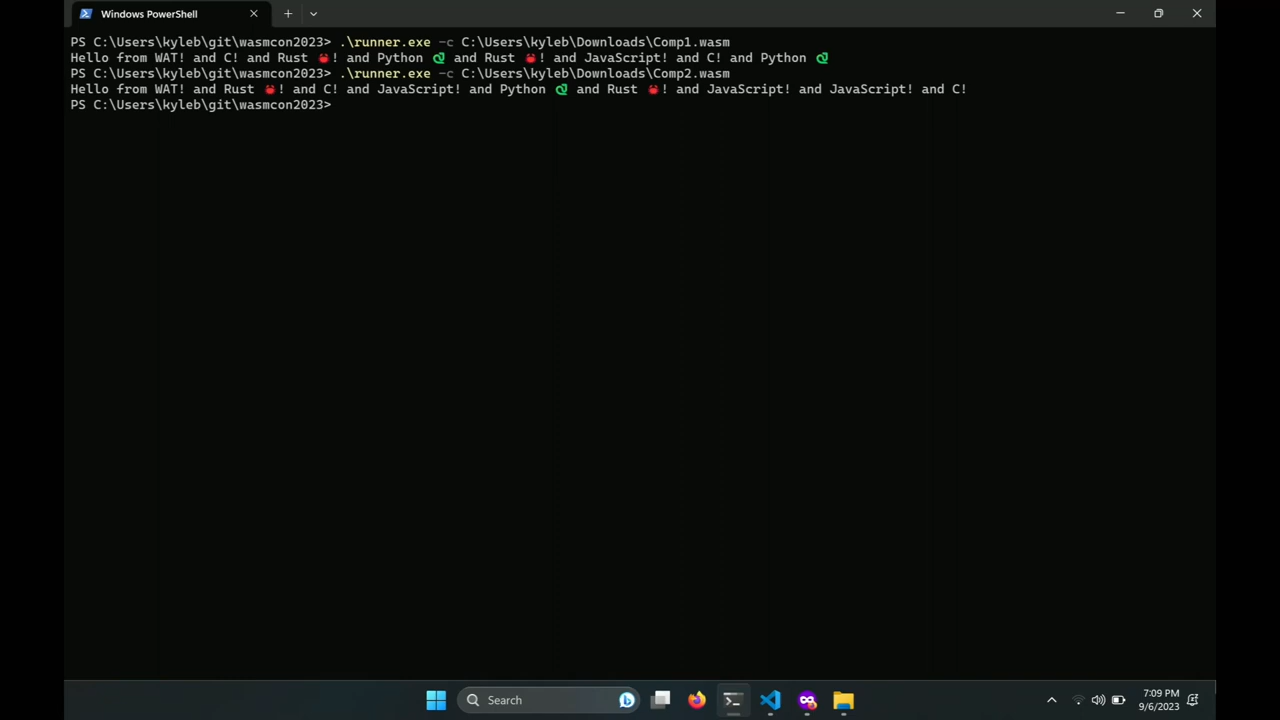 Windows PowerShell
PS C:\Users\kyleb\git\wasmcon2023> .\runner.exe -c C:\Users\kyleb\Downloads\Comp1.wasm
Hello from WAT! and C! and Rust 🦀! and Python 🐍 and Rust 🦀! and JavaScript! and C! and Python 🐍
PS C:\Users\kyleb\git\wasmcon2023> .\runner.exe -c C:\Users\kyleb\Downloads\Comp2.wasm
Hello from WAT! and Rust 🦀! and C! and JavaScript! and Python 🐍 and Rust 🦀! and JavaScript! and JavaScript! and C!
PS C:\Users\kyleb\git\wasmcon2023>
Search
7:09 PM
9/6/2023